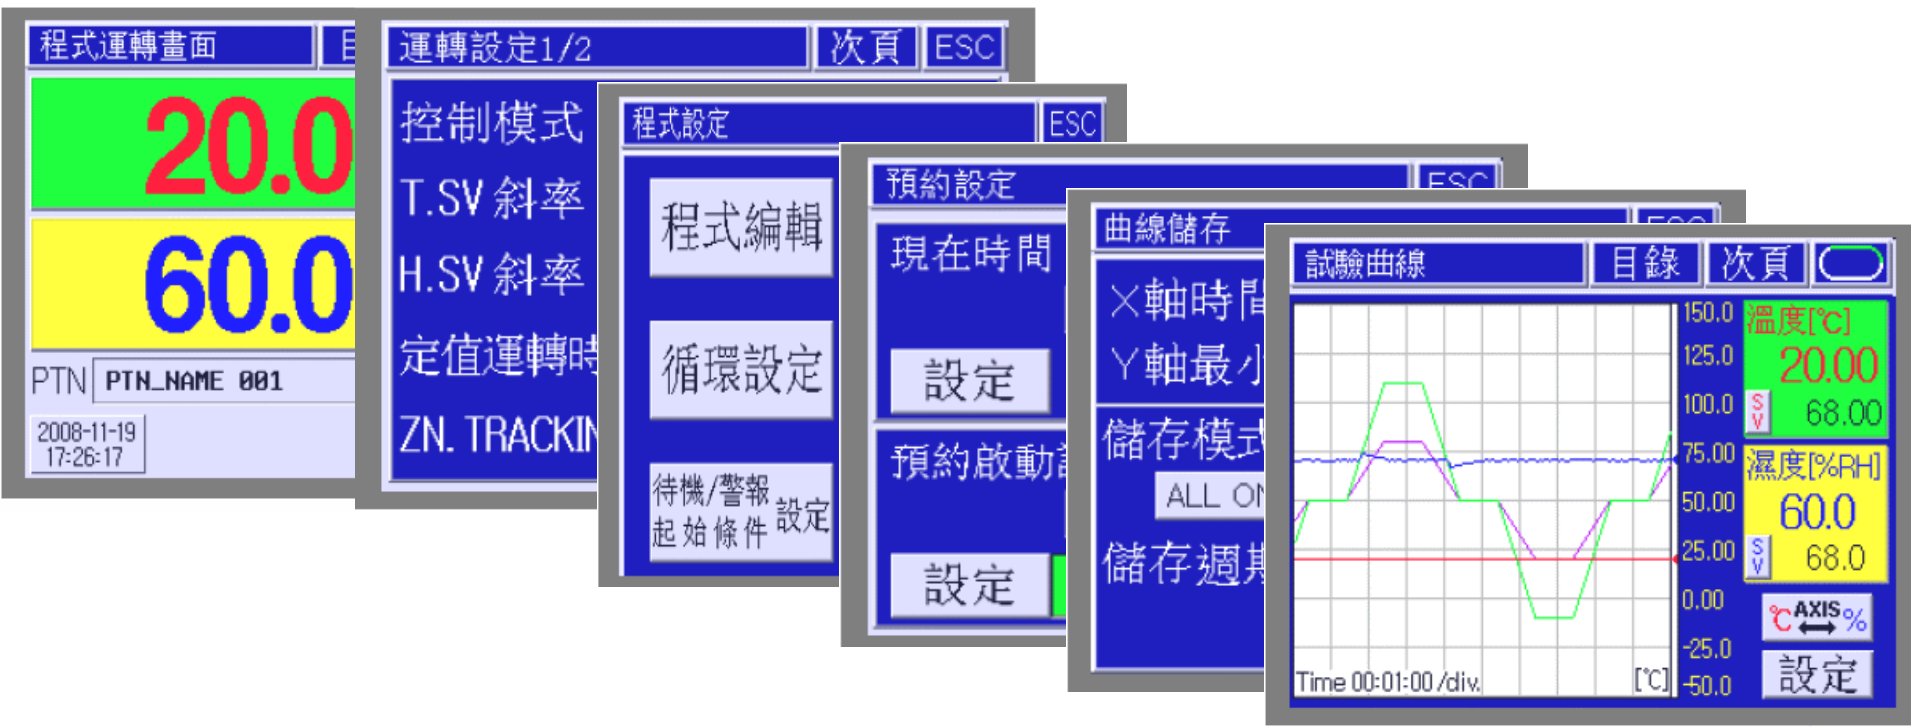 程式運轉畫面
20.0
60.0
PTN PTN_NAME 001
2008-11-19
17:26:17
運轉設定1/2 次頁 ESC
控制模式
T.SV 斜率
H.SV 斜率
定值運轉時
ZN. TRACKIN
程式設定 ESC
程式編輯
循環設定
待機/警報
起始條件 設定
預約設定 ESC
現在時間
設定
預約啟動
設定
曲線儲存 ESC
X軸時間
Y軸最小
儲存模式
ALL ON
儲存週期
試驗曲線 目錄 次頁
150.0
125.0
100.0
75.00
50.00
25.00
0.00
-25.0
-50.0
Time 00:01:00 /div. [℃]
溫度[℃]
20.00
SV 68.00
濕度[%RH]
60.0
SV 68.0
℃ AXIS %
設定